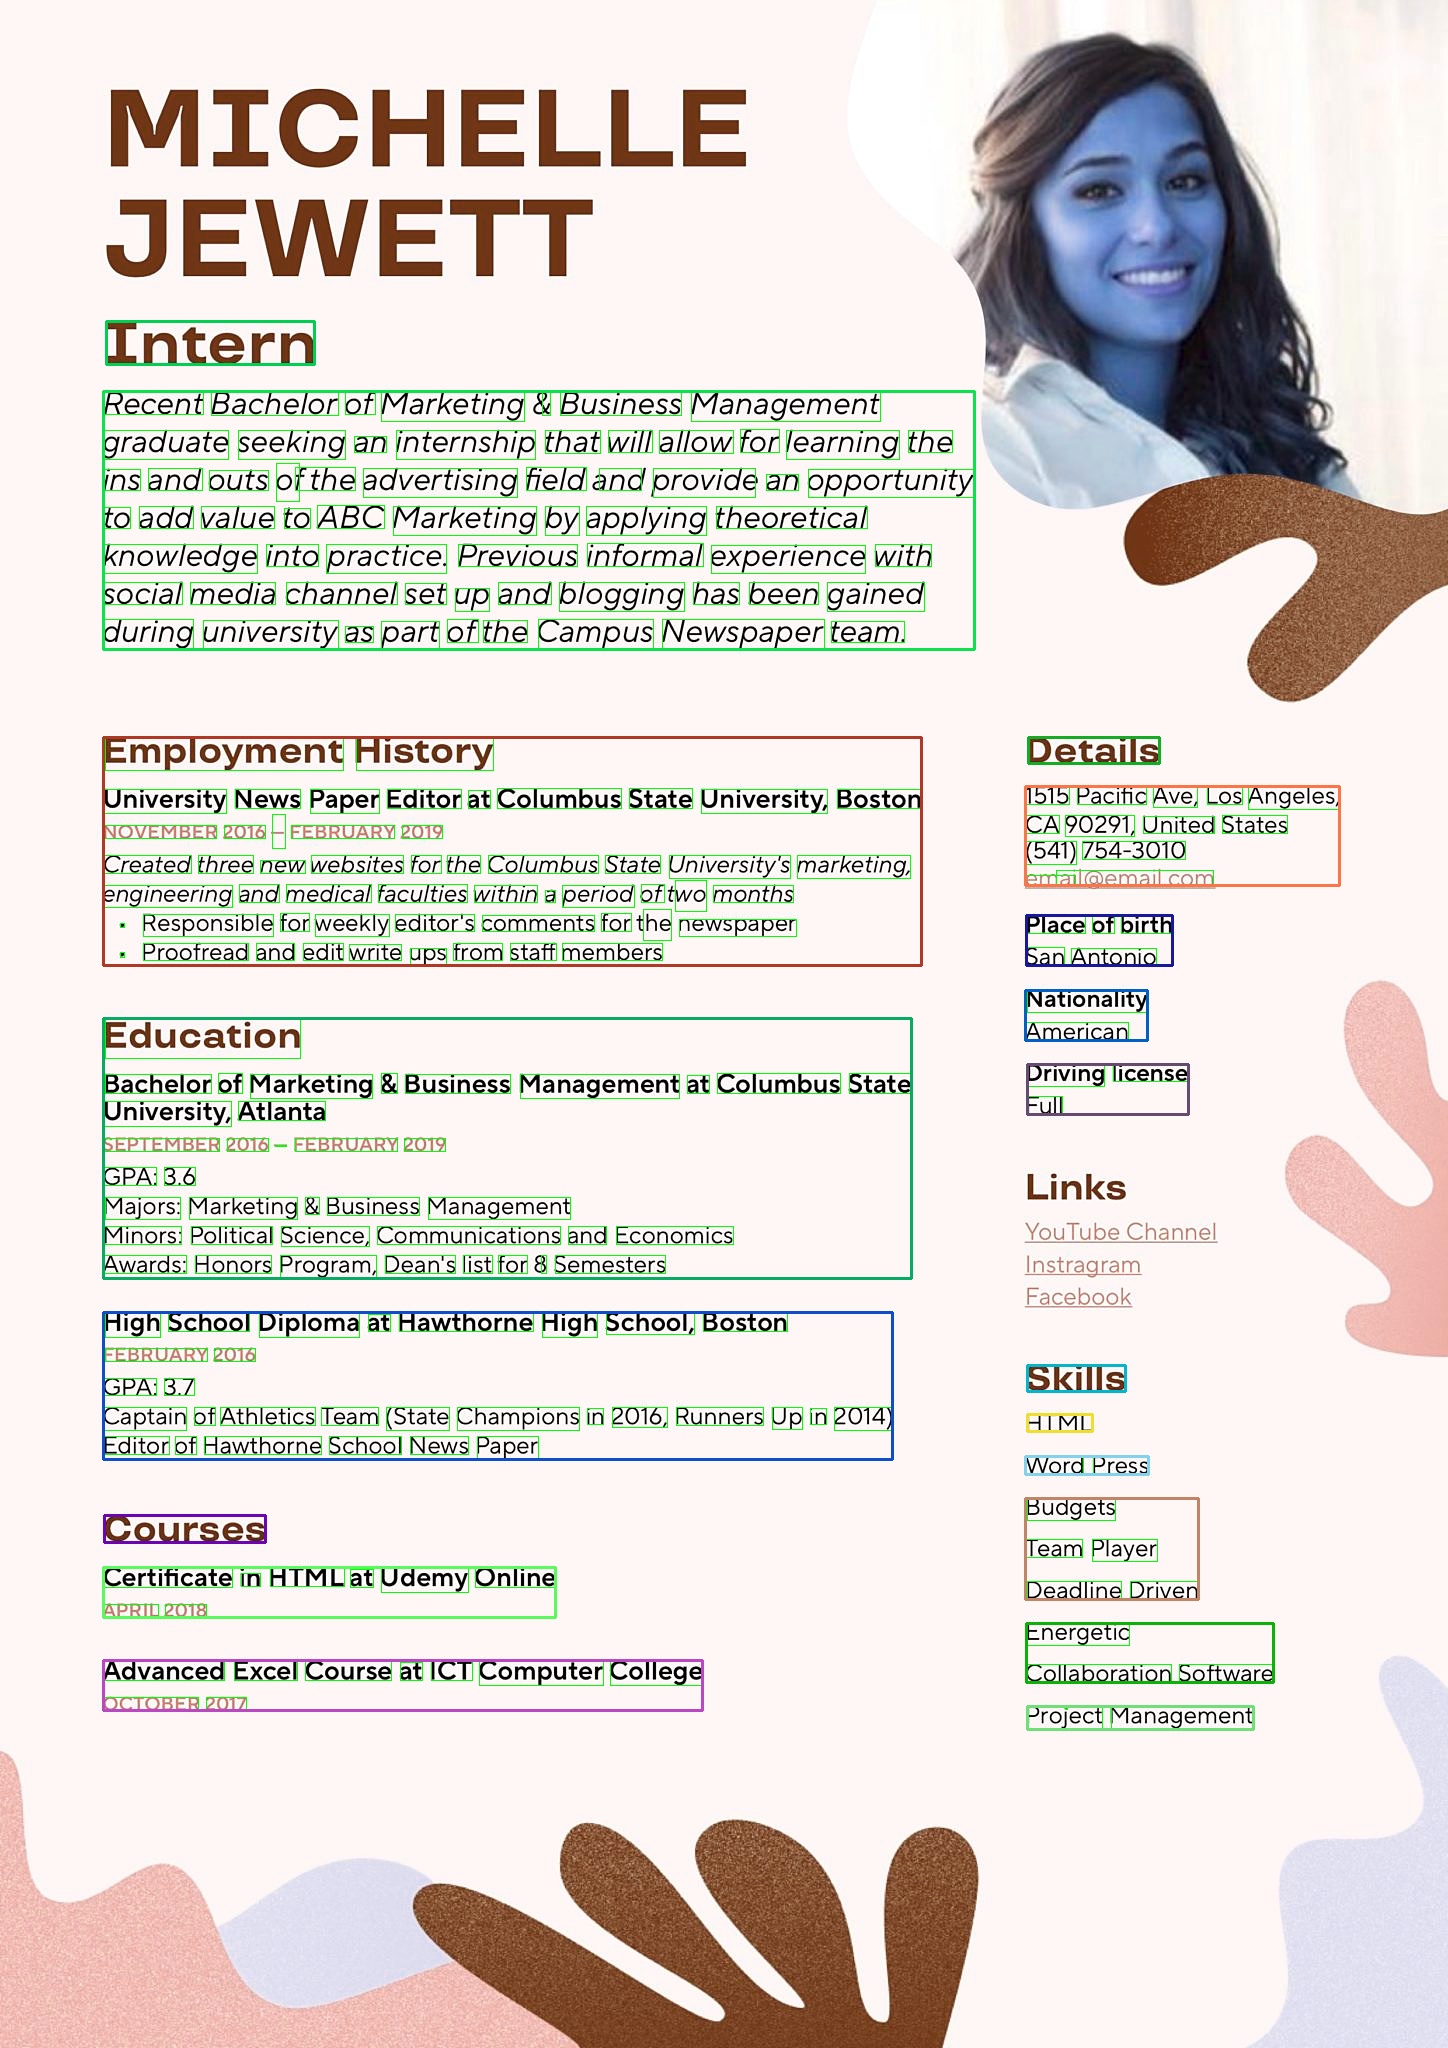 MICHELLE
JEWETT
Intern
Recent Bachelor of Marketing & Business Management
graduate seeking an internship that will allow for learning the
ins and outs of the advertising field and provide an opportunity
to add value to ABC Marketing by applying theoretical
knowledge into practice. Previous informal experience with
social media channel set up and blogging has been gained
during university as part of the Campus Newspaper team.
Employment History
University News Paper Editor at Columbus State University, Boston
NOVEMBER 2016 — FEBRUARY 2019
Created three new websites for the Columbus State University's marketing,
engineering and medical faculties within a period of two months
• Responsible for weekly editor's comments for the newspaper
• Proofread and edit write ups from staff members
Education
Bachelor of Marketing & Business Management at Columbus State
University, Atlanta
SEPTEMBER 2016 — FEBRUARY 2019
GPA: 3.6
Majors: Marketing & Business Management
Minors: Political Science, Communications and Economics
Awards: Honors Program, Dean's list for 8 Semesters
High School Diploma at Hawthorne High School, Boston
FEBRUARY 2016
GPA: 3.7
Captain of Athletics Team (State Champions in 2016, Runners Up in 2014)
Editor of Hawthorne School News Paper
Courses
Certificate in HTML at Udemy Online
APRIL 2018
Advanced Excel Course at ICT Computer College
OCTOBER 2017
Details
1515 Pacific Ave, Los Angeles,
CA 90291, United States
(541) 754-3010
email@email.com
Place of birth
San Antonio
Nationality
American
Driving license
Full
Links
YouTube Channel
Instragram
Facebook
Skills
HTML
Word Press
Budgets
Team Player
Deadline Driven
Energetic
Collaboration Software
Project Management